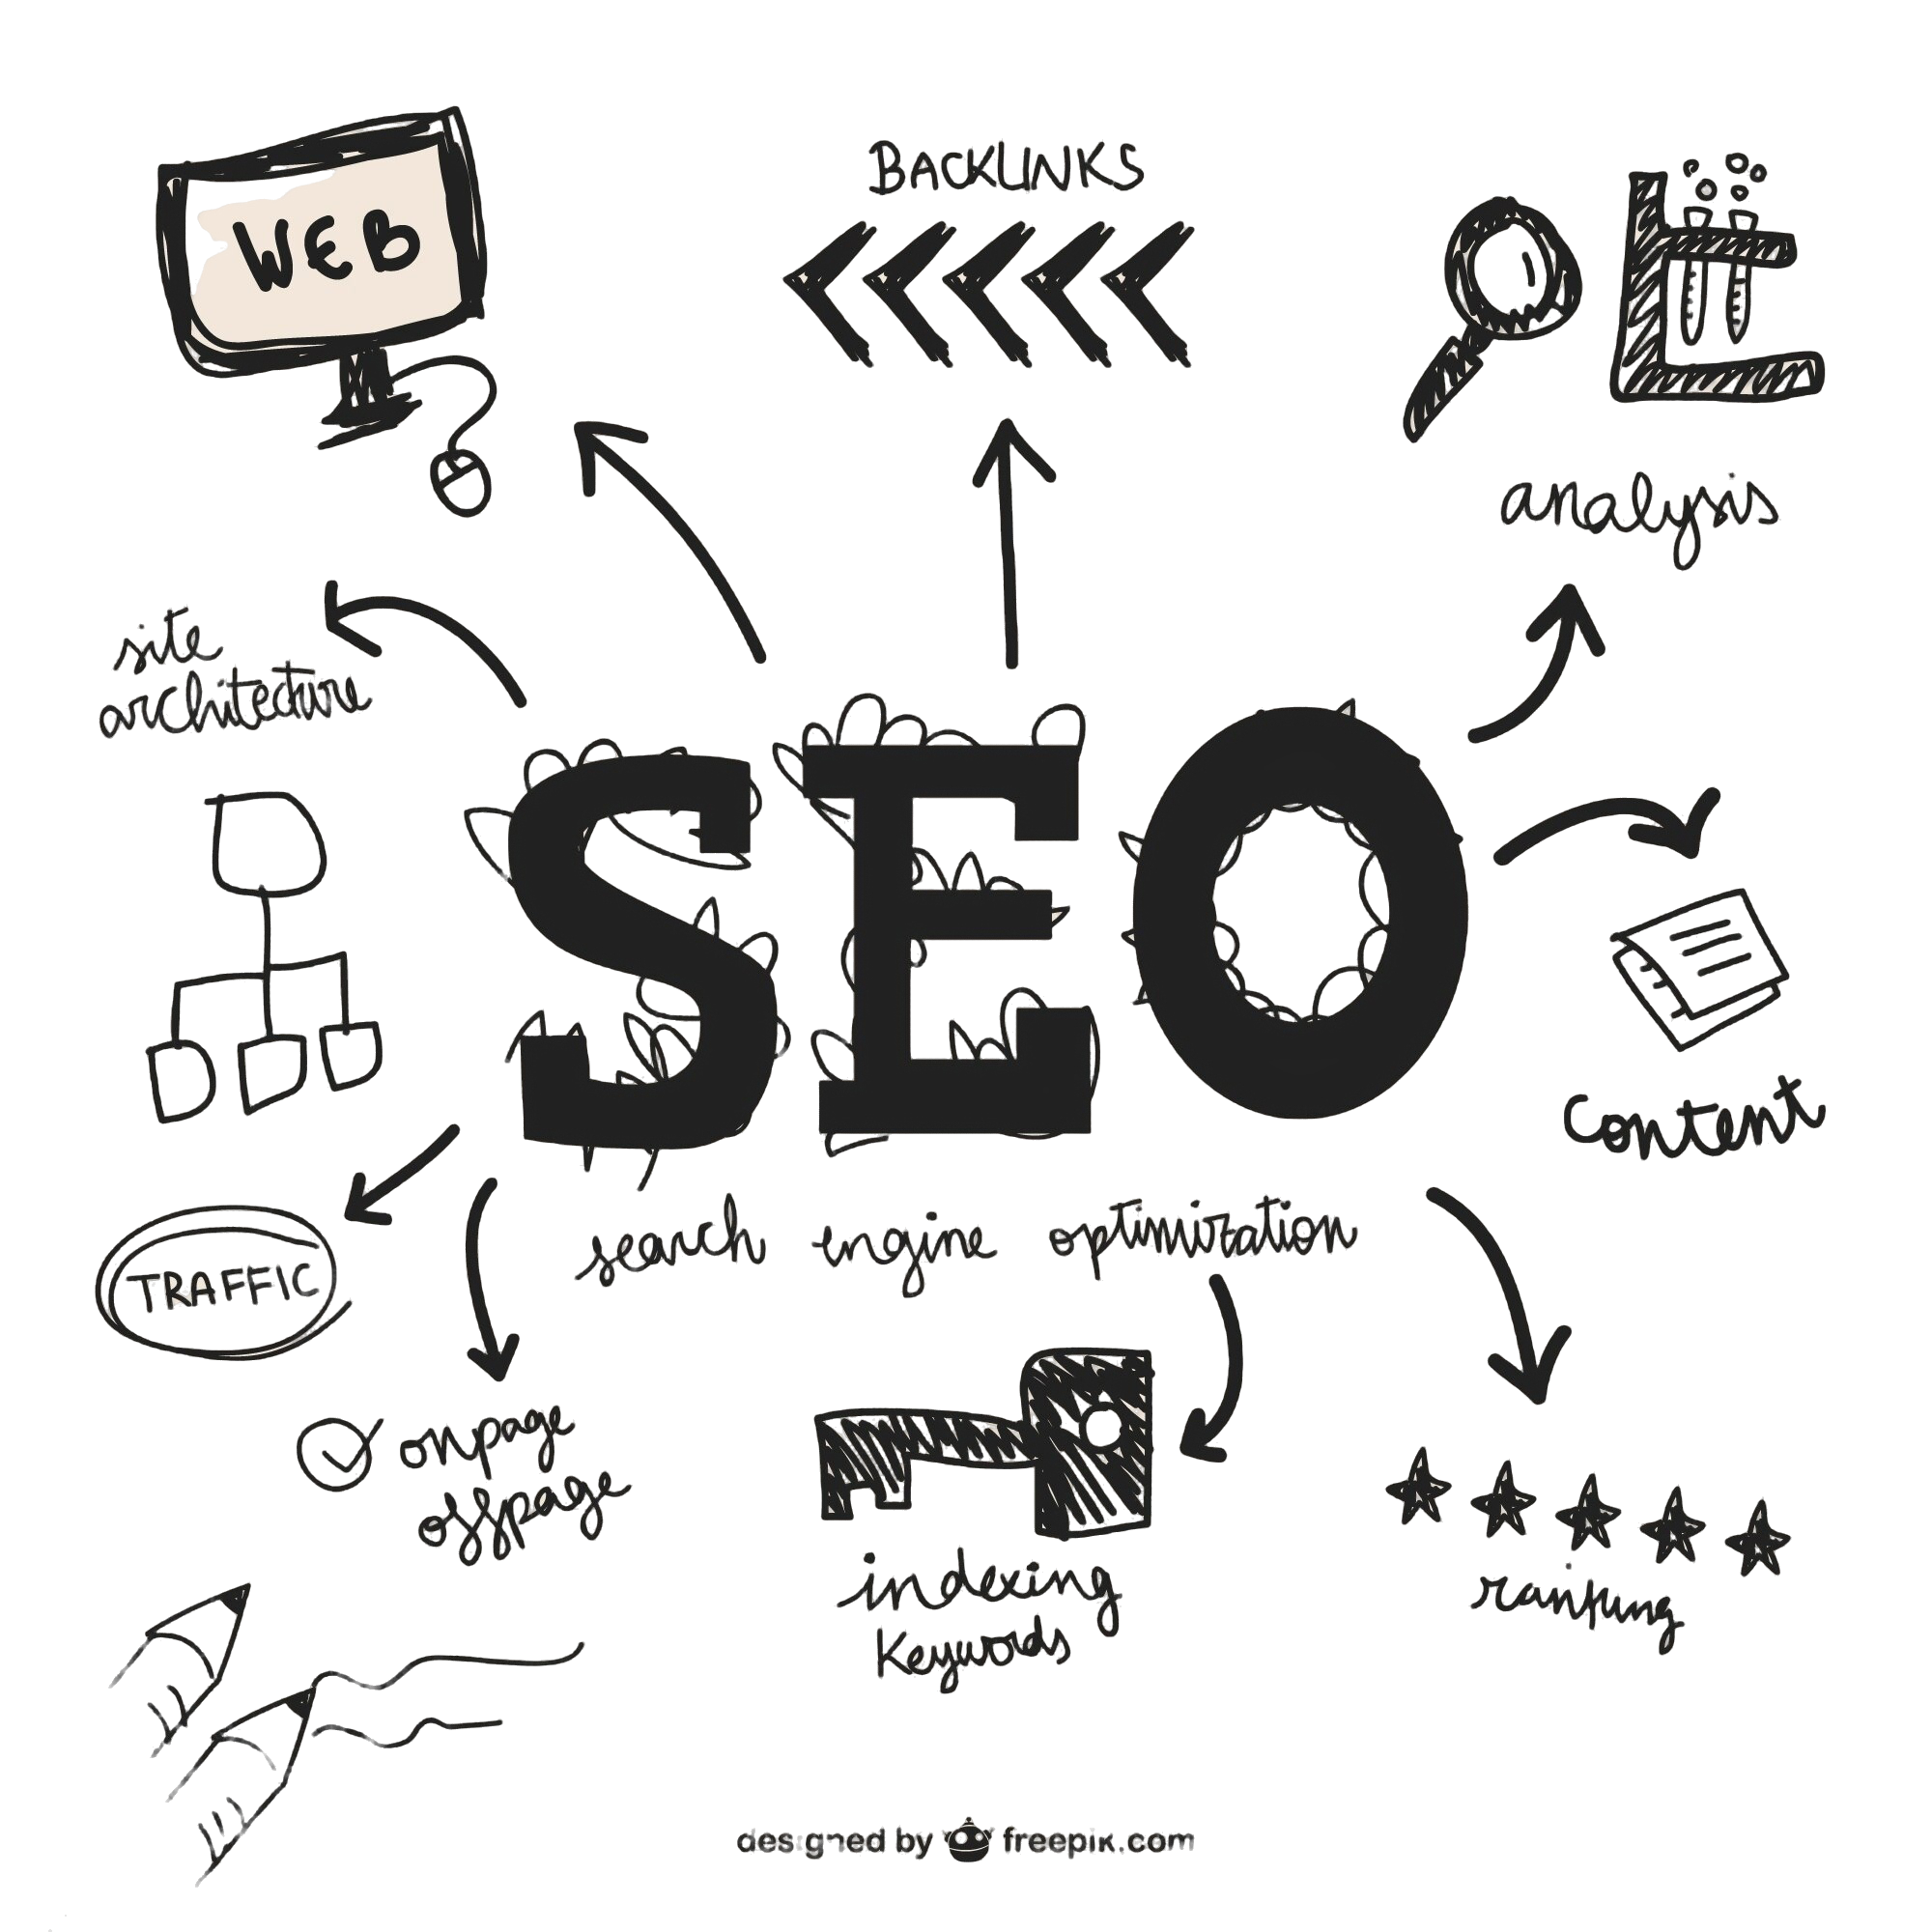 WEB
BACKLINKS
analysis
site
architecture
SEO
content
search engine optimization
TRAFFIC
onpage
offpage
indexing
Keywords
ranking
designed by freepik.com